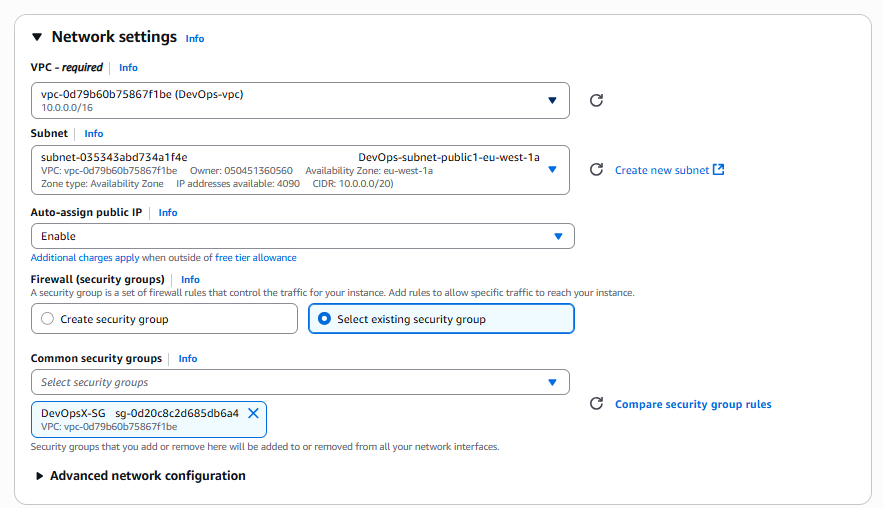 Network settings Info
VPC - required Info
vpc-0d79b60b75867f1be (DevOps-vpc)
10.0.0.0/16
Subnet Info
subnet-035343abd734a1f4e DevOps-subnet-public1-eu-west-1a
VPC: vpc-0d79b60b75867f1be Owner: 050451360560 Availability Zone: eu-west-1a
Zone type: Availability Zone IP addresses available: 4090 CIDR: 10.0.0.0/20)
Create new subnet
Auto-assign public IP Info
Enable
Additional charges apply when outside of free tier allowance
Firewall (security groups) Info
A security group is a set of firewall rules that control the traffic for your instance. Add rules to allow specific traffic to reach your instance.
Create security group Select existing security group
Common security groups Info
Select security groups
DevOpsX-SG sg-0d20c8c2d685db6a4
VPC: vpc-0d79b60b75867f1be
Compare security group rules
Security groups that you add or remove here will be added to or removed from all your network interfaces.
Advanced network configuration